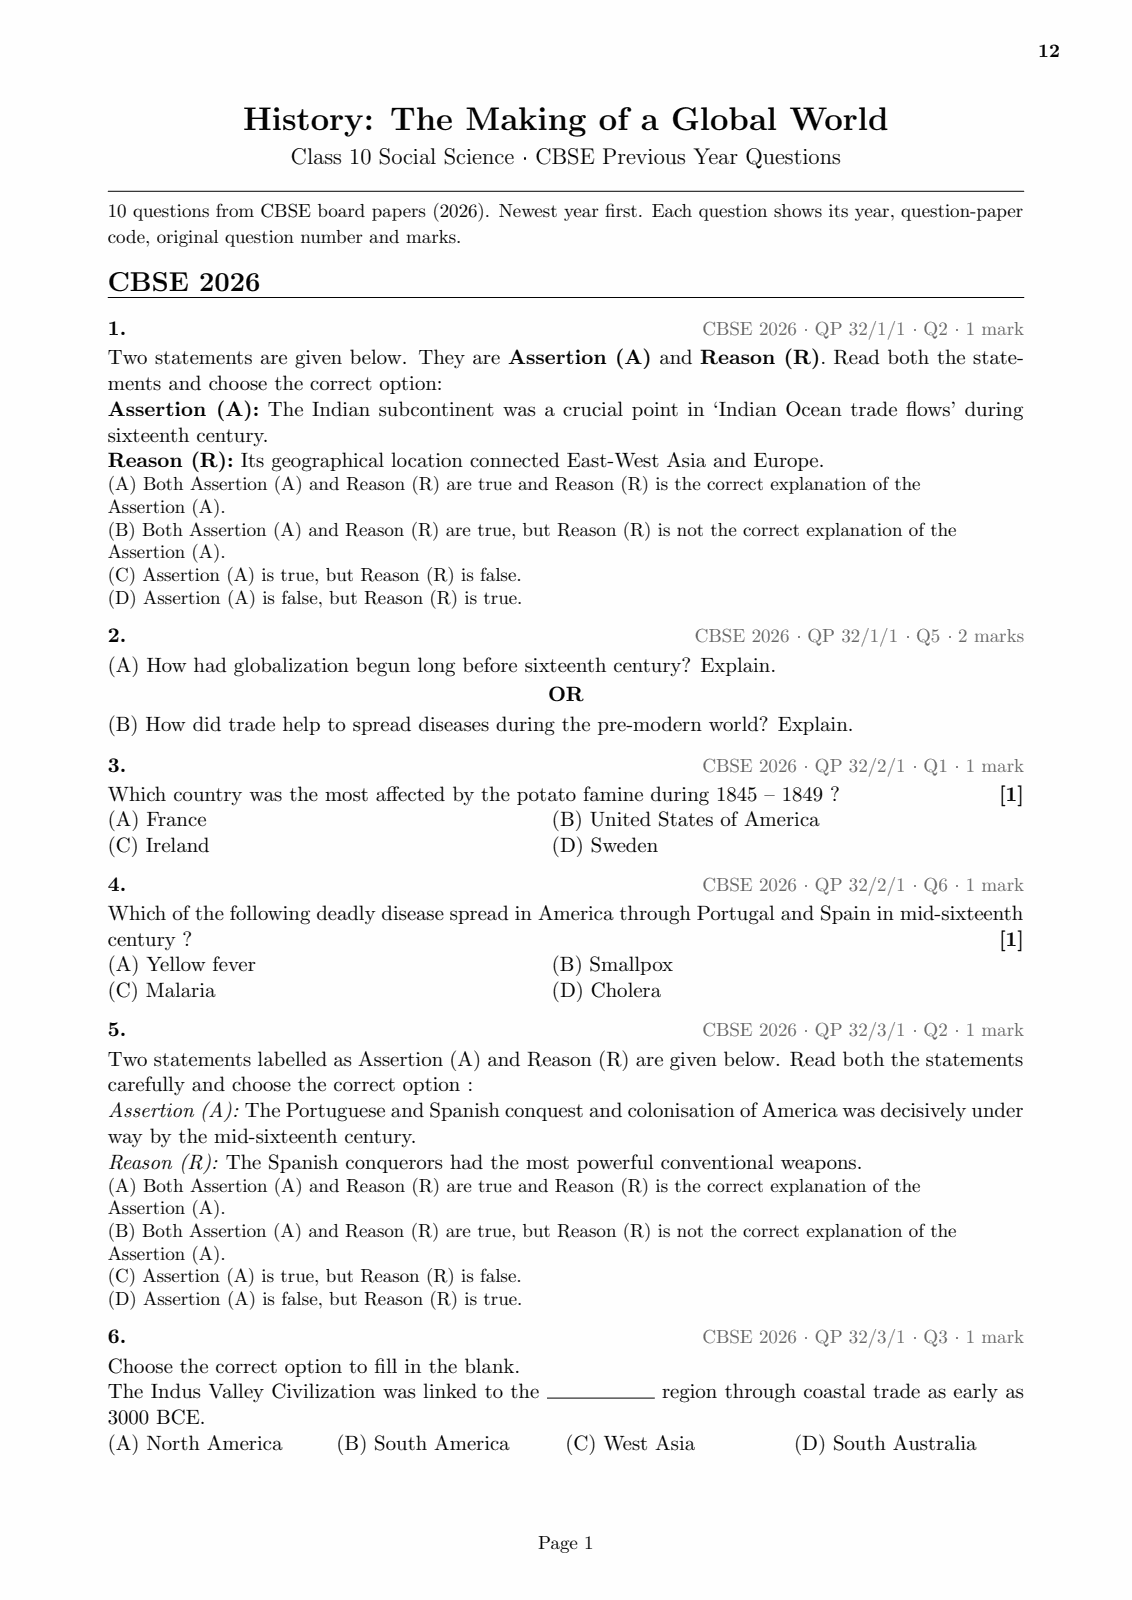 12
History: The Making of a Global World
Class 10 Social Science · CBSE Previous Year Questions
10 questions from CBSE board papers (2026). Newest year first. Each question shows its year, question-paper
code, original question number and marks.
CBSE 2026
1. CBSE 2026 · QP 32/1/1 · Q2 · 1 mark
Two statements are given below. They are Assertion (A) and Reason (R). Read both the state-
ments and choose the correct option:
Assertion (A): The Indian subcontinent was a crucial point in ‘Indian Ocean trade flows’ during
sixteenth century.
Reason (R): Its geographical location connected East-West Asia and Europe.
(A) Both Assertion (A) and Reason (R) are true and Reason (R) is the correct explanation of the
Assertion (A).
(B) Both Assertion (A) and Reason (R) are true, but Reason (R) is not the correct explanation of the
Assertion (A).
(C) Assertion (A) is true, but Reason (R) is false.
(D) Assertion (A) is false, but Reason (R) is true.
2. CBSE 2026 · QP 32/1/1 · Q5 · 2 marks
(A) How had globalization begun long before sixteenth century? Explain.
OR
(B) How did trade help to spread diseases during the pre-modern world? Explain.
3. CBSE 2026 · QP 32/2/1 · Q1 · 1 mark
Which country was the most affected by the potato famine during 1845 – 1849 ? [1]
(A) France (B) United States of America
(C) Ireland (D) Sweden
4. CBSE 2026 · QP 32/2/1 · Q6 · 1 mark
Which of the following deadly disease spread in America through Portugal and Spain in mid-sixteenth
century ? [1]
(A) Yellow fever (B) Smallpox
(C) Malaria (D) Cholera
5. CBSE 2026 · QP 32/3/1 · Q2 · 1 mark
Two statements labelled as Assertion (A) and Reason (R) are given below. Read both the statements
carefully and choose the correct option :
Assertion (A): The Portuguese and Spanish conquest and colonisation of America was decisively under
way by the mid-sixteenth century.
Reason (R): The Spanish conquerors had the most powerful conventional weapons.
(A) Both Assertion (A) and Reason (R) are true and Reason (R) is the correct explanation of the
Assertion (A).
(B) Both Assertion (A) and Reason (R) are true, but Reason (R) is not the correct explanation of the
Assertion (A).
(C) Assertion (A) is true, but Reason (R) is false.
(D) Assertion (A) is false, but Reason (R) is true.
6. CBSE 2026 · QP 32/3/1 · Q3 · 1 mark
Choose the correct option to fill in the blank.
The Indus Valley Civilization was linked to the __________ region through coastal trade as early as
3000 BCE.
(A) North America (B) South America (C) West Asia (D) South Australia
Page 1